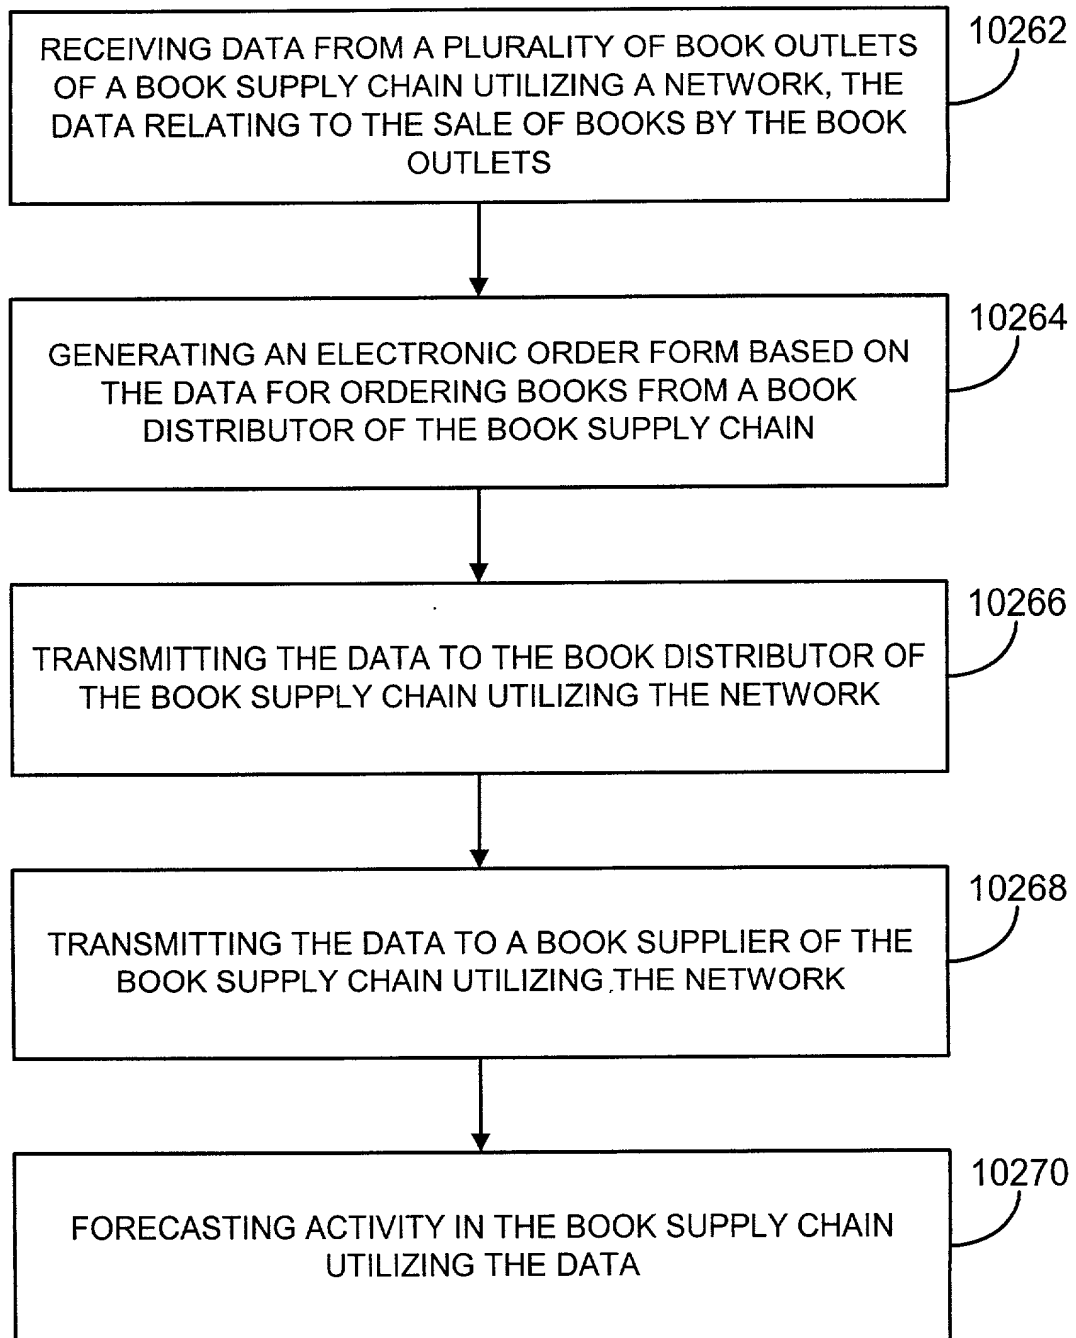 RECEIVING DATA FROM A PLURALITY OF BOOK OUTLETS
OF A BOOK SUPPLY CHAIN UTILIZING A NETWORK, THE
DATA RELATING TO THE SALE OF BOOKS BY THE BOOK
OUTLETS
10262
GENERATING AN ELECTRONIC ORDER FORM BASED ON
THE DATA FOR ORDERING BOOKS FROM A BOOK
DISTRIBUTOR OF THE BOOK SUPPLY CHAIN
10264
TRANSMITTING THE DATA TO THE BOOK DISTRIBUTOR OF
THE BOOK SUPPLY CHAIN UTILIZING THE NETWORK
10266
TRANSMITTING THE DATA TO A BOOK SUPPLIER OF THE
BOOK SUPPLY CHAIN UTILIZING THE NETWORK
10268
FORECASTING ACTIVITY IN THE BOOK SUPPLY CHAIN
UTILIZING THE DATA
10270